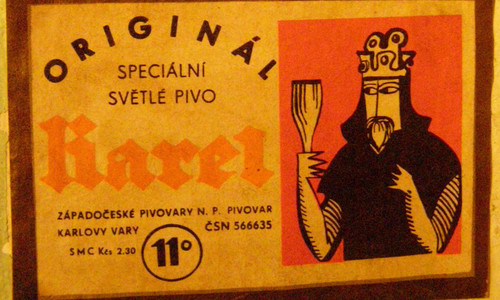 ORIGINÁL
SPECIÁLNÍ
SVĚTLÉ PIVO
Karel
ZÁPADOČESKÉ PIVOVARY N. P. PIVOVAR
KARLOVY VARY ČSN 566635
SMC Kčs 2.30 11°